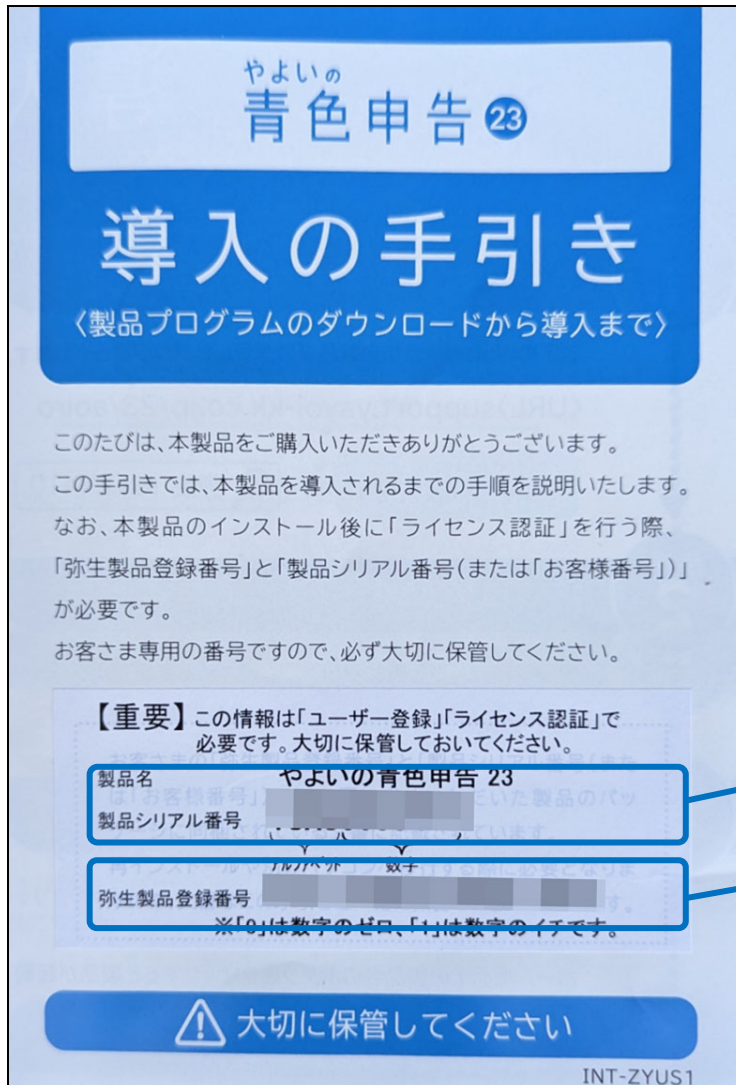 やよいの
青色申告 23
導入の手引き
〈製品プログラムのダウンロードから導入まで〉
このたびは、本製品をご購入いただきありがとうございます。
この手引きでは、本製品を導入されるまでの手順を説明いたします。
なお、本製品のインストール後に「ライセンス認証」を行う際、
「弥生製品登録番号」と「製品シリアル番号(または「お客様番号」)」
が必要です。
お客さま専用の番号ですので、必ず大切に保管してください。
【重要】この情報は「ユーザー登録」「ライセンス認証」で
必要です。大切に保管しておいてください。
製品名 やよいの青色申告 23
製品シリアル番号
アルファベット 数字
弥生製品登録番号
※「0」は数字のゼロ、「1」は数字のイチです。
大切に保管してください
INT-ZYUS1